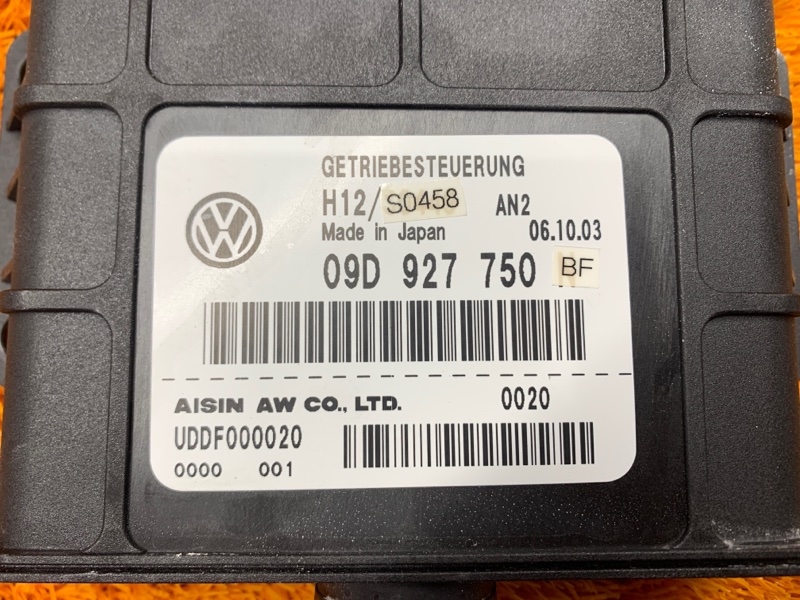 GETRIEBESTEUERUNG
H12/S0458 AN2
Made in Japan 06.10.03
09D 927 750 BF
AISIN AW CO., LTD. 0020
UDDF000020
0000 001